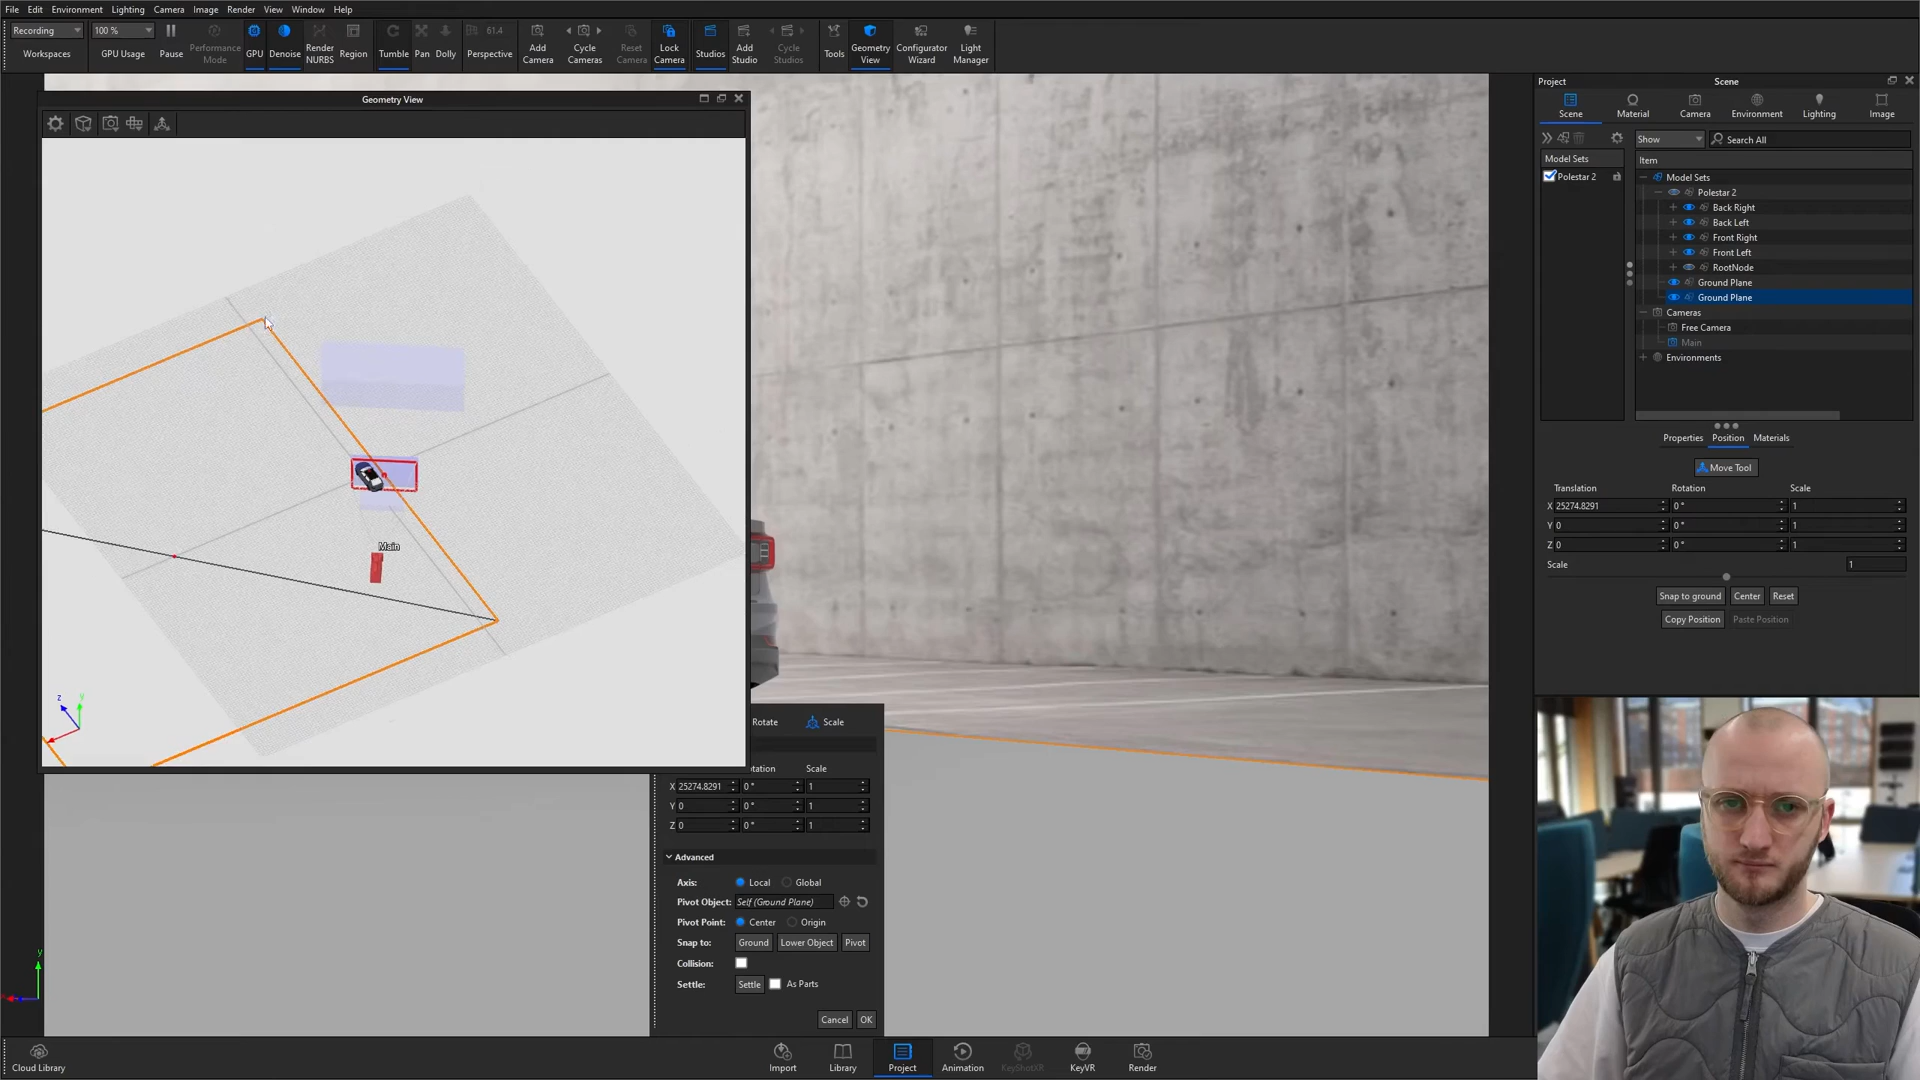 File Edit Environment Lighting Camera Image Render View Window Help
Recording 100 % 61.4
Workspaces GPU Usage Pause Performance Mode GPU Denoise Render NURBS Region Tumble Pan Dolly Perspective Add Camera Cycle Cameras Reset Camera Lock Camera Studios Add Studio Cycle Studios Tools Geometry View Configurator Wizard Light Manager
Geometry View
Main
z y
Project Scene
Scene Material Camera Environment Lighting Image
Show Search All
Model Sets Item
Polestar 2 Model Sets
Polestar 2
Back Right
Back Left
Front Right
Front Left
RootNode
Ground Plane
Ground Plane
Cameras
Free Camera
Main
Environments
Properties Position Materials
Move Tool
Translation Rotation Scale
X 25274.8291 0 ° 1
Y 0 0 ° 1
Z 0 0 ° 1
Scale 1
Snap to ground Center Reset
Copy Position Paste Position
Rotate Scale
Scale
X 25274.8291 0 ° 1
Y 0 0 ° 1
Z 0 0 ° 1
Advanced
Axis: Local Global
Pivot Object: Self (Ground Plane)
Pivot Point: Center Origin
Snap to: Ground Lower Object Pivot
Collision:
Settle: Settle As Parts
Cancel OK
y
Cloud Library Import Library Project Animation KeyShotXR KeyVR Render